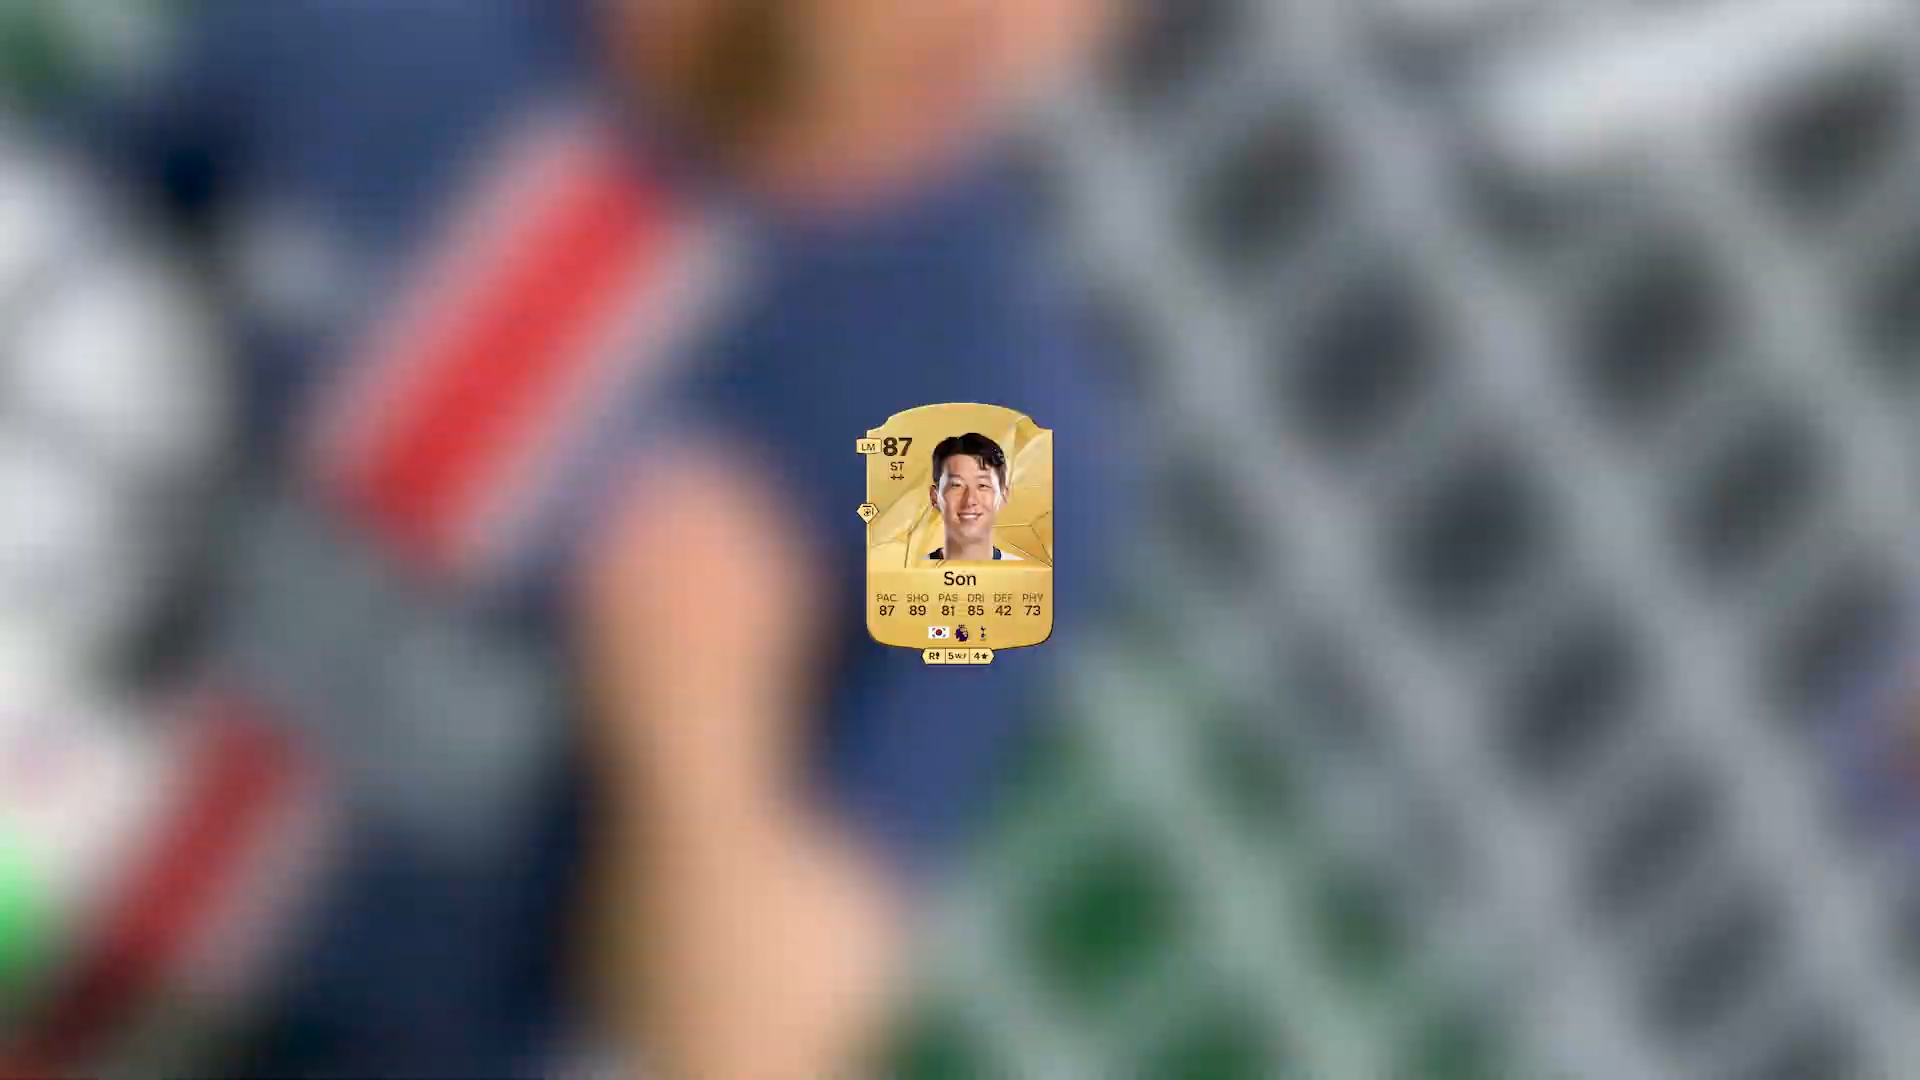 LM 87
ST
Son
PAC SHO PAS DRI DEF PHY
87 89 81 85 42 73
R 5 W.F 4★